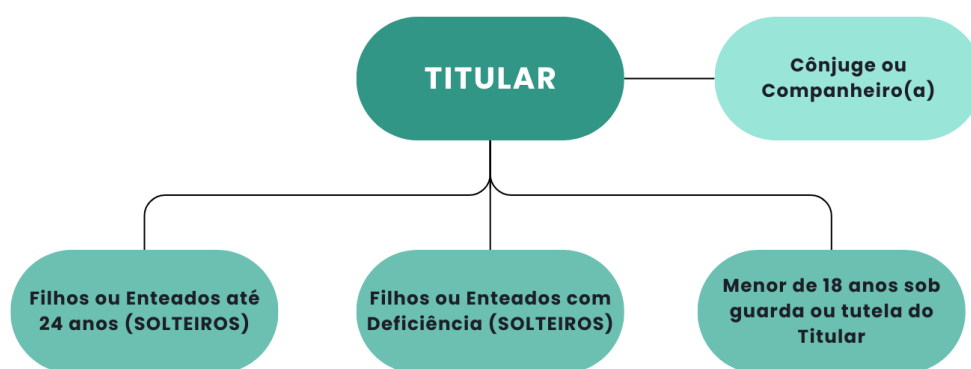 TITULAR
Cônjuge ou
Companheiro(a)
Filhos ou Enteados até
24 anos (SOLTEIROS)
Filhos ou Enteados com
Deficiência (SOLTEIROS)
Menor de 18 anos sob
guarda ou tutela do
Titular